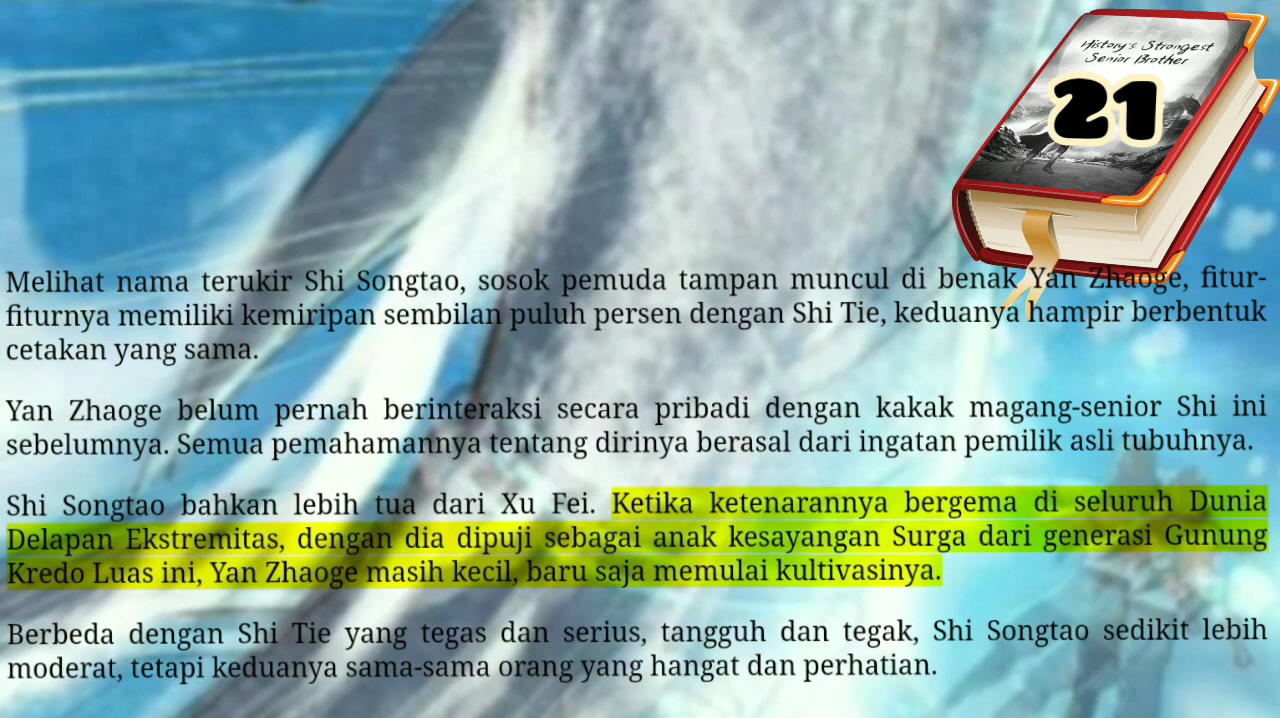 History's Strongest
Senior Brother
21
Melihat nama terukir Shi Songtao, sosok pemuda tampan muncul di benak Yan Zhaoge, fitur-
fiturnya memiliki kemiripan sembilan puluh persen dengan Shi Tie, keduanya hampir berbentuk
cetakan yang sama.
Yan Zhaoge belum pernah berinteraksi secara pribadi dengan kakak magang-senior Shi ini
sebelumnya. Semua pemahamannya tentang dirinya berasal dari ingatan pemilik asli tubuhnya.
Shi Songtao bahkan lebih tua dari Xu Fei. Ketika ketenarannya bergema di seluruh Dunia
Delapan Ekstremitas, dengan dia dipuji sebagai anak kesayangan Surga dari generasi Gunung
Kredo Luas ini, Yan Zhaoge masih kecil, baru saja memulai kultivasinya.
Berbeda dengan Shi Tie yang tegas dan serius, tangguh dan tegak, Shi Songtao sedikit lebih
moderat, tetapi keduanya sama-sama orang yang hangat dan perhatian.